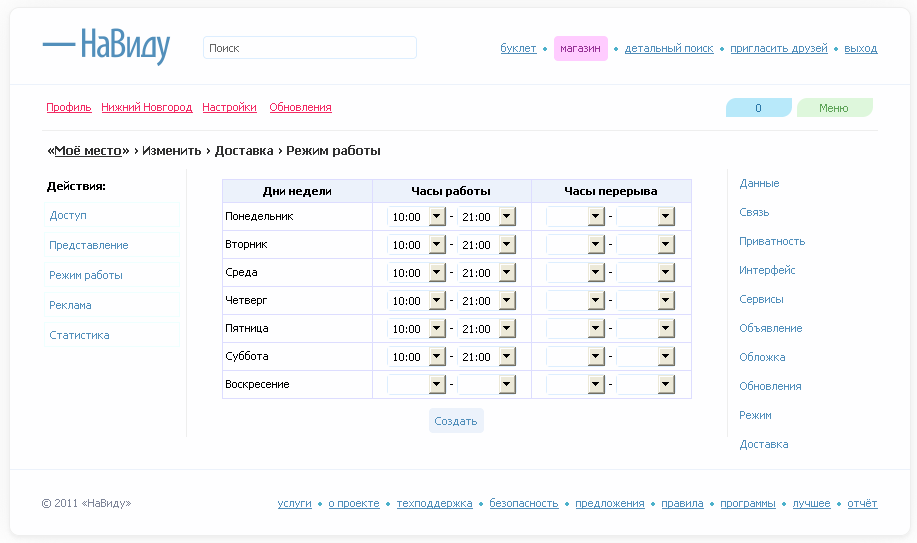 — НаВиду
Поиск
буклет • магазин • детальный поиск • пригласить друзей • выход
Профиль Нижний Новгород Настройки Обновления
0 Меню
«Моё место» › Изменить › Доставка › Режим работы
Действия:
Доступ
Представление
Режим работы
Реклама
Статистика
Дни недели Часы работы Часы перерыва
Понедельник 10:00 - 21:00 -
Вторник 10:00 - 21:00 -
Среда 10:00 - 21:00 -
Четверг 10:00 - 21:00 -
Пятница 10:00 - 21:00 -
Суббота 10:00 - 21:00 -
Воскресение - -
Создать
Данные
Связь
Приватность
Интерфейс
Сервисы
Объявление
Обложка
Обновления
Режим
Доставка
© 2011 «НаВиду»
услуги • о проекте • техподдержка • безопасность • предложения • правила • программы • лучшее • отчёт